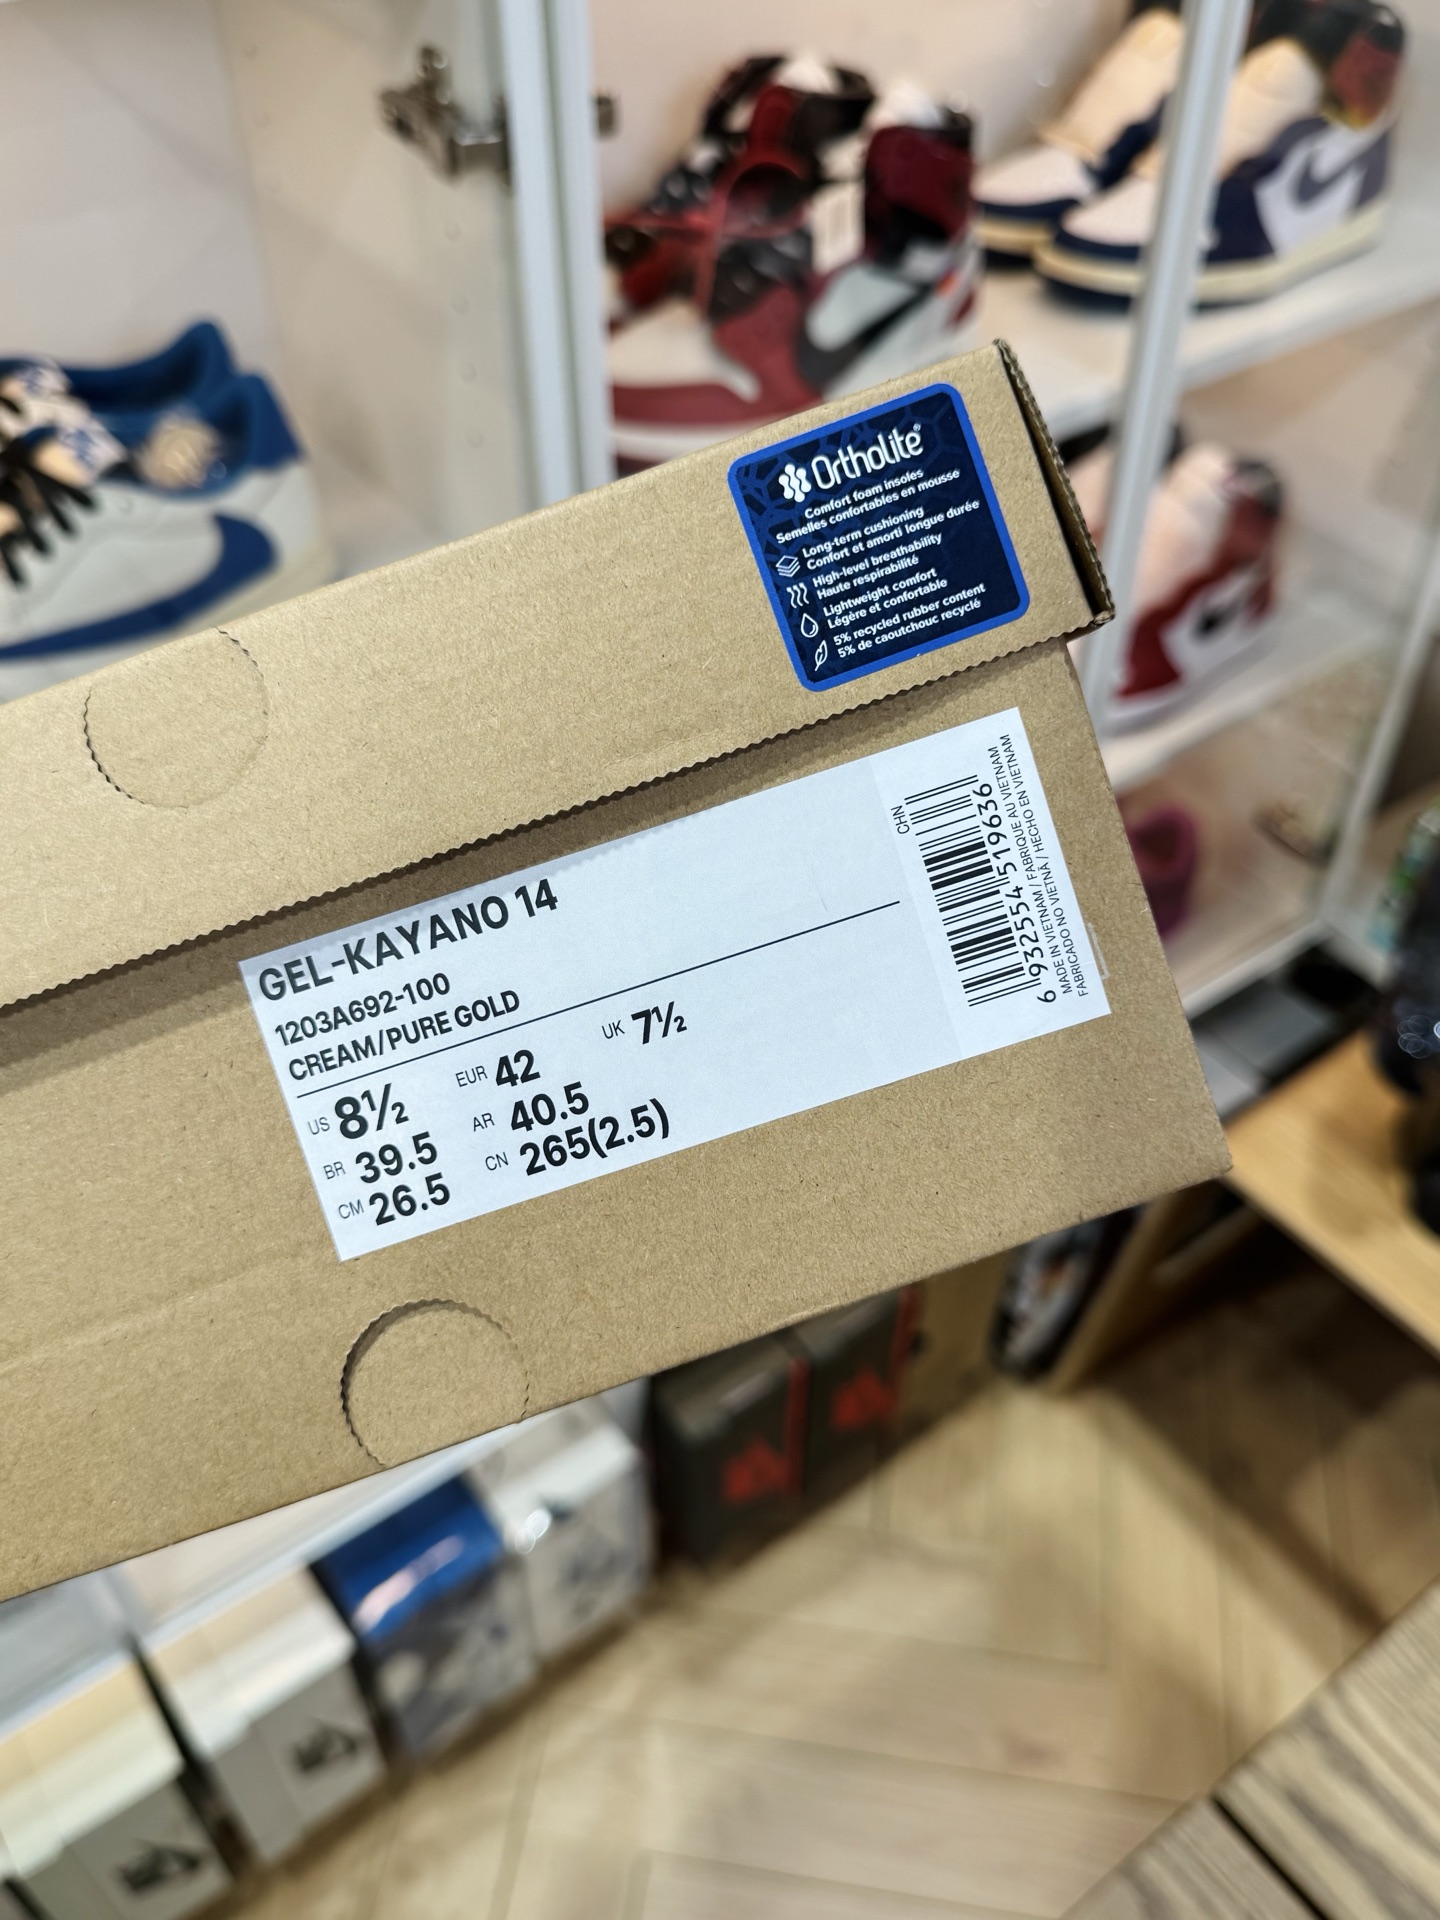 OrthoLite®
Comfort foam insoles
Semelles confortables en mousse
Long-term cushioning
Confort et amorti longue durée
High-level breathability
Haute respirabilité
Lightweight comfort
Légère et confortable
5% recycled rubber content
5% de caoutchouc recyclé
GEL-KAYANO 14
1203A692-100
CREAM/PURE GOLD
US 8½ EUR 42 UK 7½
BR 39.5 AR 40.5
CM 26.5 CN 265(2.5)
CHN
6 932554 519636
MADE IN VIETNAM / FABRIQUE AU VIETNAM
FABRICADO NO VIETNÃ / HECHO EN VIETNAM